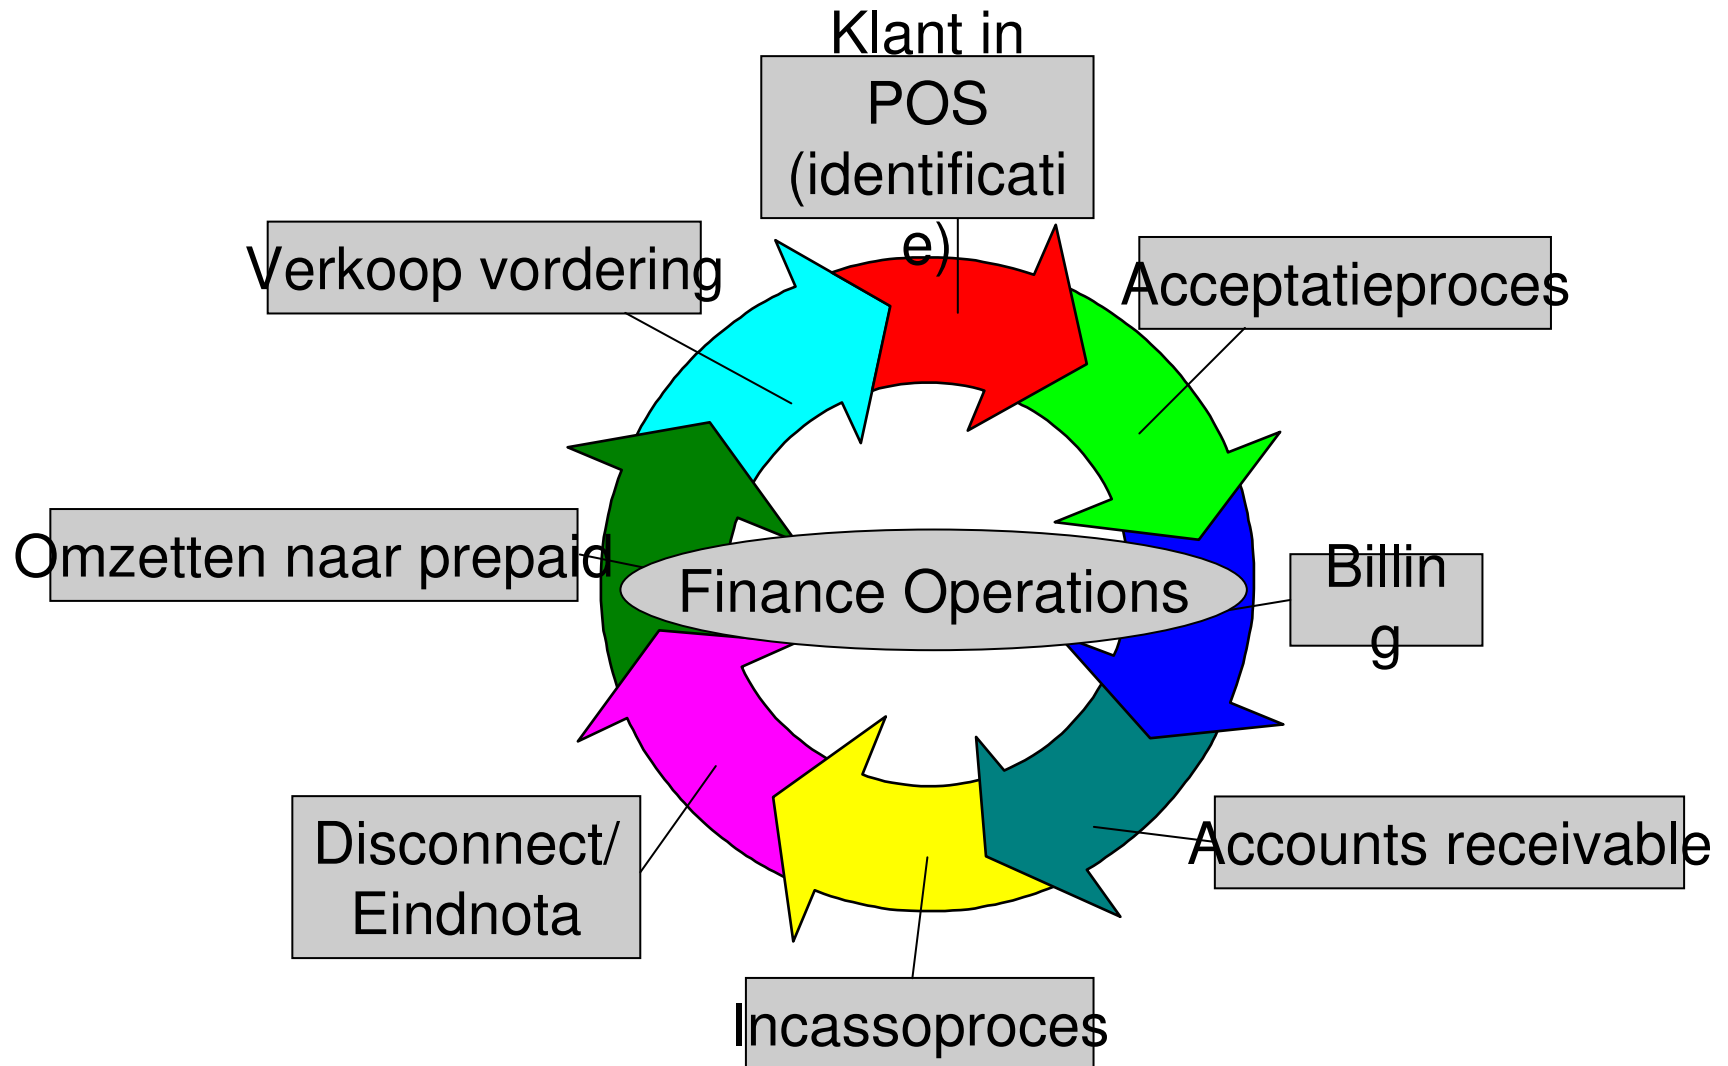 Klant in
POS
(identificati
e)
Verkoop vordering
Acceptatieproces
Omzetten naar prepaid
Finance Operations
Billin
g
Disconnect/
Eindnota
Accounts receivable
Incassoproces